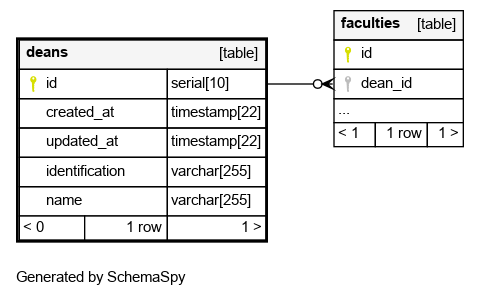 deans [table]
id serial[10]
created_at timestamp[22]
updated_at timestamp[22]
identification varchar[255]
name varchar[255]
< 0 1 row 1 >
faculties [table]
id
dean_id
...
< 1 1 row 1 >
Generated by SchemaSpy